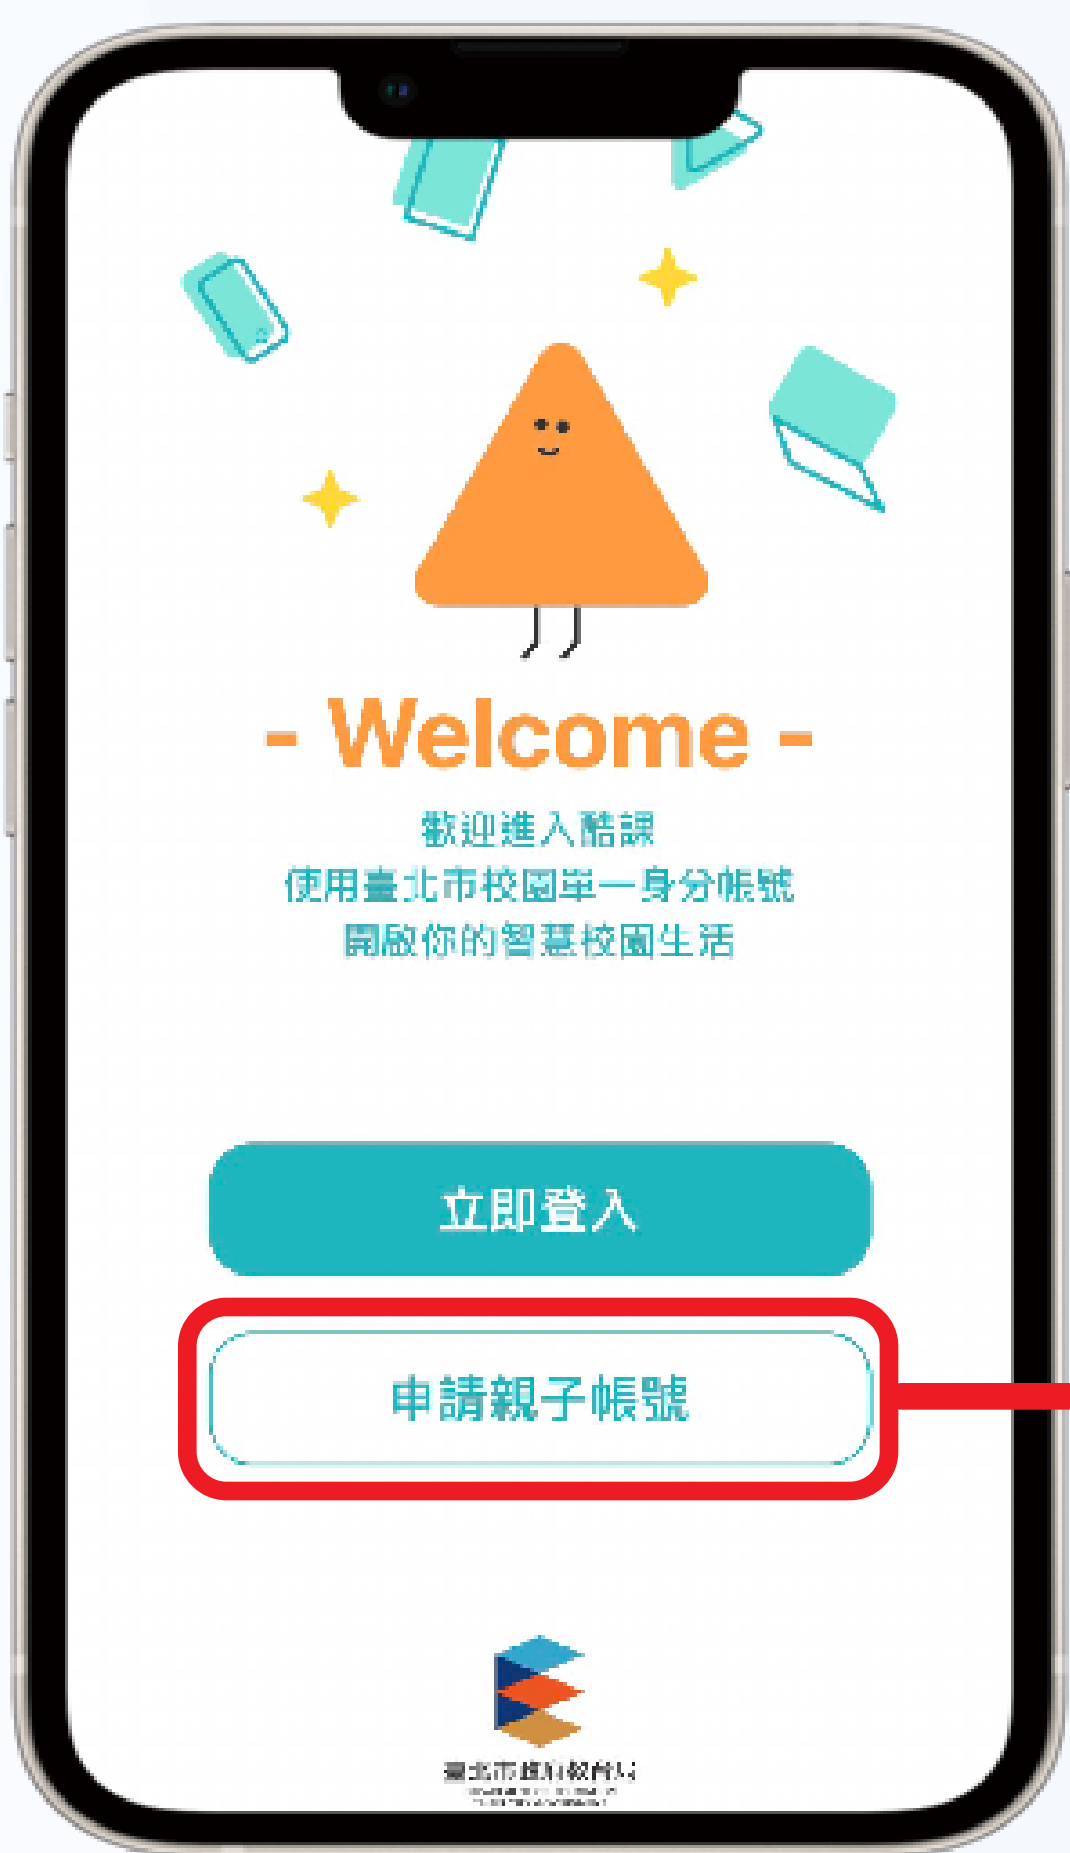 - Welcome -
歡迎進入酷課
使用臺北市校園單一身分帳號
開啟你的智慧校園生活
立即登入
申請親子帳號
臺北市政府教育局